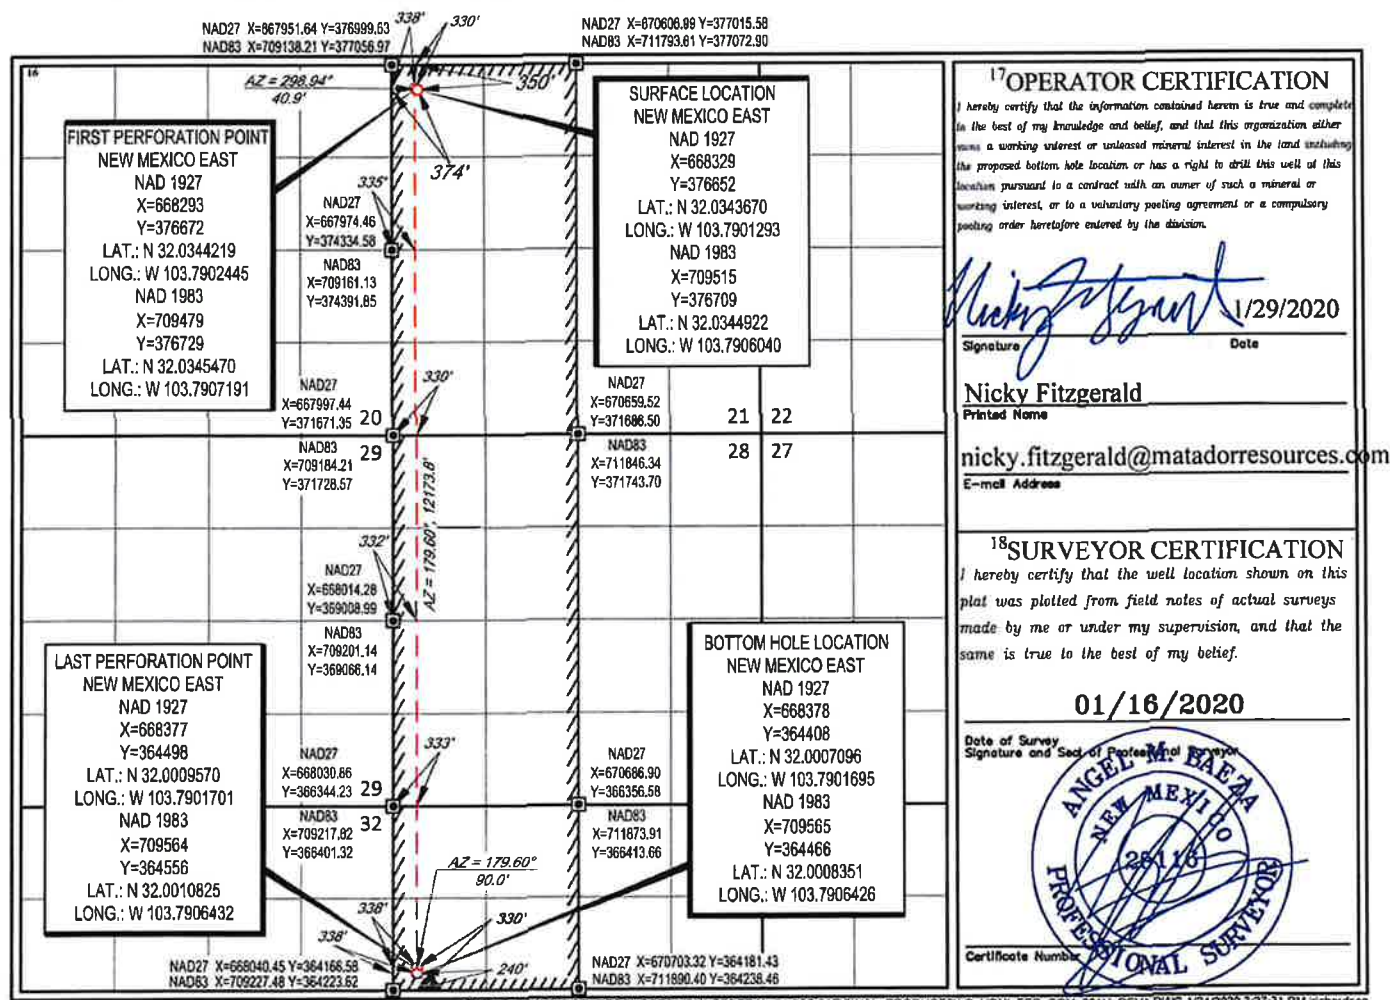 NAD27 X=667951.64 Y=376999.63
NAD83 X=709138.21 Y=377056.97
338'
330'
NAD27 X=670606.99 Y=377015.58
NAD83 X=711793.61 Y=377072.90
16
AZ = 298.94°
40.9'
350'
374'
FIRST PERFORATION POINT
NEW MEXICO EAST
NAD 1927
X=668293
Y=376672
LAT.: N 32.0344219
LONG.: W 103.7902445
NAD 1983
X=709479
Y=376729
LAT.: N 32.0345470
LONG.: W 103.7907191
335'
NAD27
X=667974.46
Y=374334.58
NAD83
X=709161.13
Y=374391.85
SURFACE LOCATION
NEW MEXICO EAST
NAD 1927
X=668329
Y=376652
LAT.: N 32.0343670
LONG.: W 103.7901293
NAD 1983
X=709515
Y=376709
LAT.: N 32.0344922
LONG.: W 103.7906040
330'
NAD27
X=667997.44
Y=371671.35
20
29
NAD83
X=709184.21
Y=371728.57
NAD27
X=670659.52
Y=371686.50
NAD83
X=711846.34
Y=371743.70
21 22
28 27
AZ = 179.60°, 12173.8'
332'
NAD27
X=668014.28
Y=369008.99
NAD83
X=709201.14
Y=369066.14
LAST PERFORATION POINT
NEW MEXICO EAST
NAD 1927
X=668377
Y=364498
LAT.: N 32.0009570
LONG.: W 103.7901701
NAD 1983
X=709564
Y=364556
LAT.: N 32.0010825
LONG.: W 103.7906432
333'
NAD27
X=668030.86
Y=366344.23
29
32
NAD83
X=709217.82
Y=366401.32
NAD27
X=670686.90
Y=366356.58
NAD83
X=711873.91
Y=366413.66
BOTTOM HOLE LOCATION
NEW MEXICO EAST
NAD 1927
X=668378
Y=364408
LAT.: N 32.0007096
LONG.: W 103.7901695
NAD 1983
X=709565
Y=364466
LAT.: N 32.0008351
LONG.: W 103.7906426
AZ = 179.60°
90.0'
338'
330'
338'
240'
NAD27 X=668040.45 Y=364166.58
NAD83 X=709227.48 Y=364223.62
NAD27 X=670703.32 Y=364181.43
NAD83 X=711890.40 Y=364238.46
17OPERATOR CERTIFICATION
I hereby certify that the information contained herein is true and complete
to the best of my knowledge and belief, and that this organization either
owns a working interest or unleased mineral interest in the land including
the proposed bottom hole location or has a right to drill this well at this
location pursuant to a contract with an owner of such a mineral or
working interest, or to a voluntary pooling agreement or a compulsory
pooling order heretofore entered by the division.
Nicky Fitzgerald 1/29/2020
Signature Date
Nicky Fitzgerald
Printed Name
nicky.fitzgerald@matadorresources.com
E-mail Address
18SURVEYOR CERTIFICATION
I hereby certify that the well location shown on this
plat was plotted from field notes of actual surveys
made by me or under my supervision, and that the
same is true to the best of my belief.
01/16/2020
Date of Survey
Signature and Seal of Professional Surveyor
ANGEL M. BAEZA
NEW MEXICO
25116
PROFESSIONAL SURVEYOR
Certificate Number